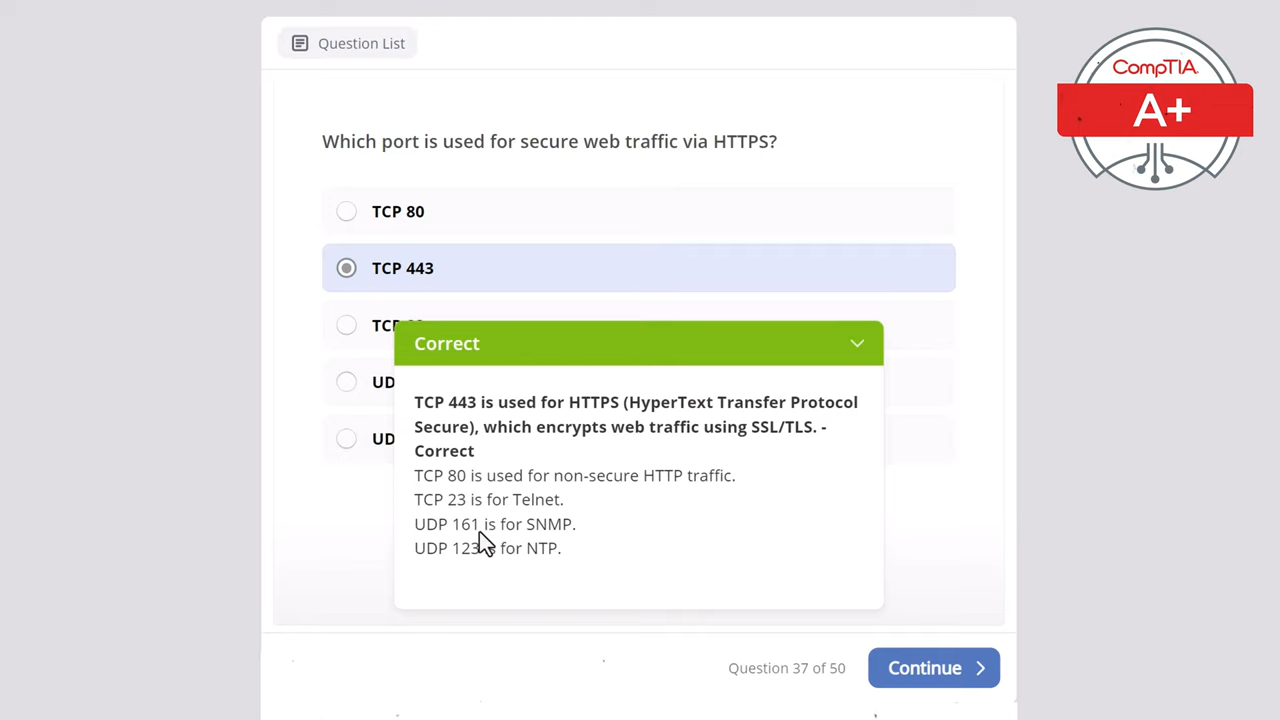 Question List
CompTIA
A+
Which port is used for secure web traffic via HTTPS?
TCP 80
TCP 443
TCP
UD
UD
Correct
TCP 443 is used for HTTPS (HyperText Transfer Protocol
Secure), which encrypts web traffic using SSL/TLS. -
Correct
TCP 80 is used for non-secure HTTP traffic.
TCP 23 is for Telnet.
UDP 161 is for SNMP.
UDP 123 is for NTP.
Question 37 of 50
Continue